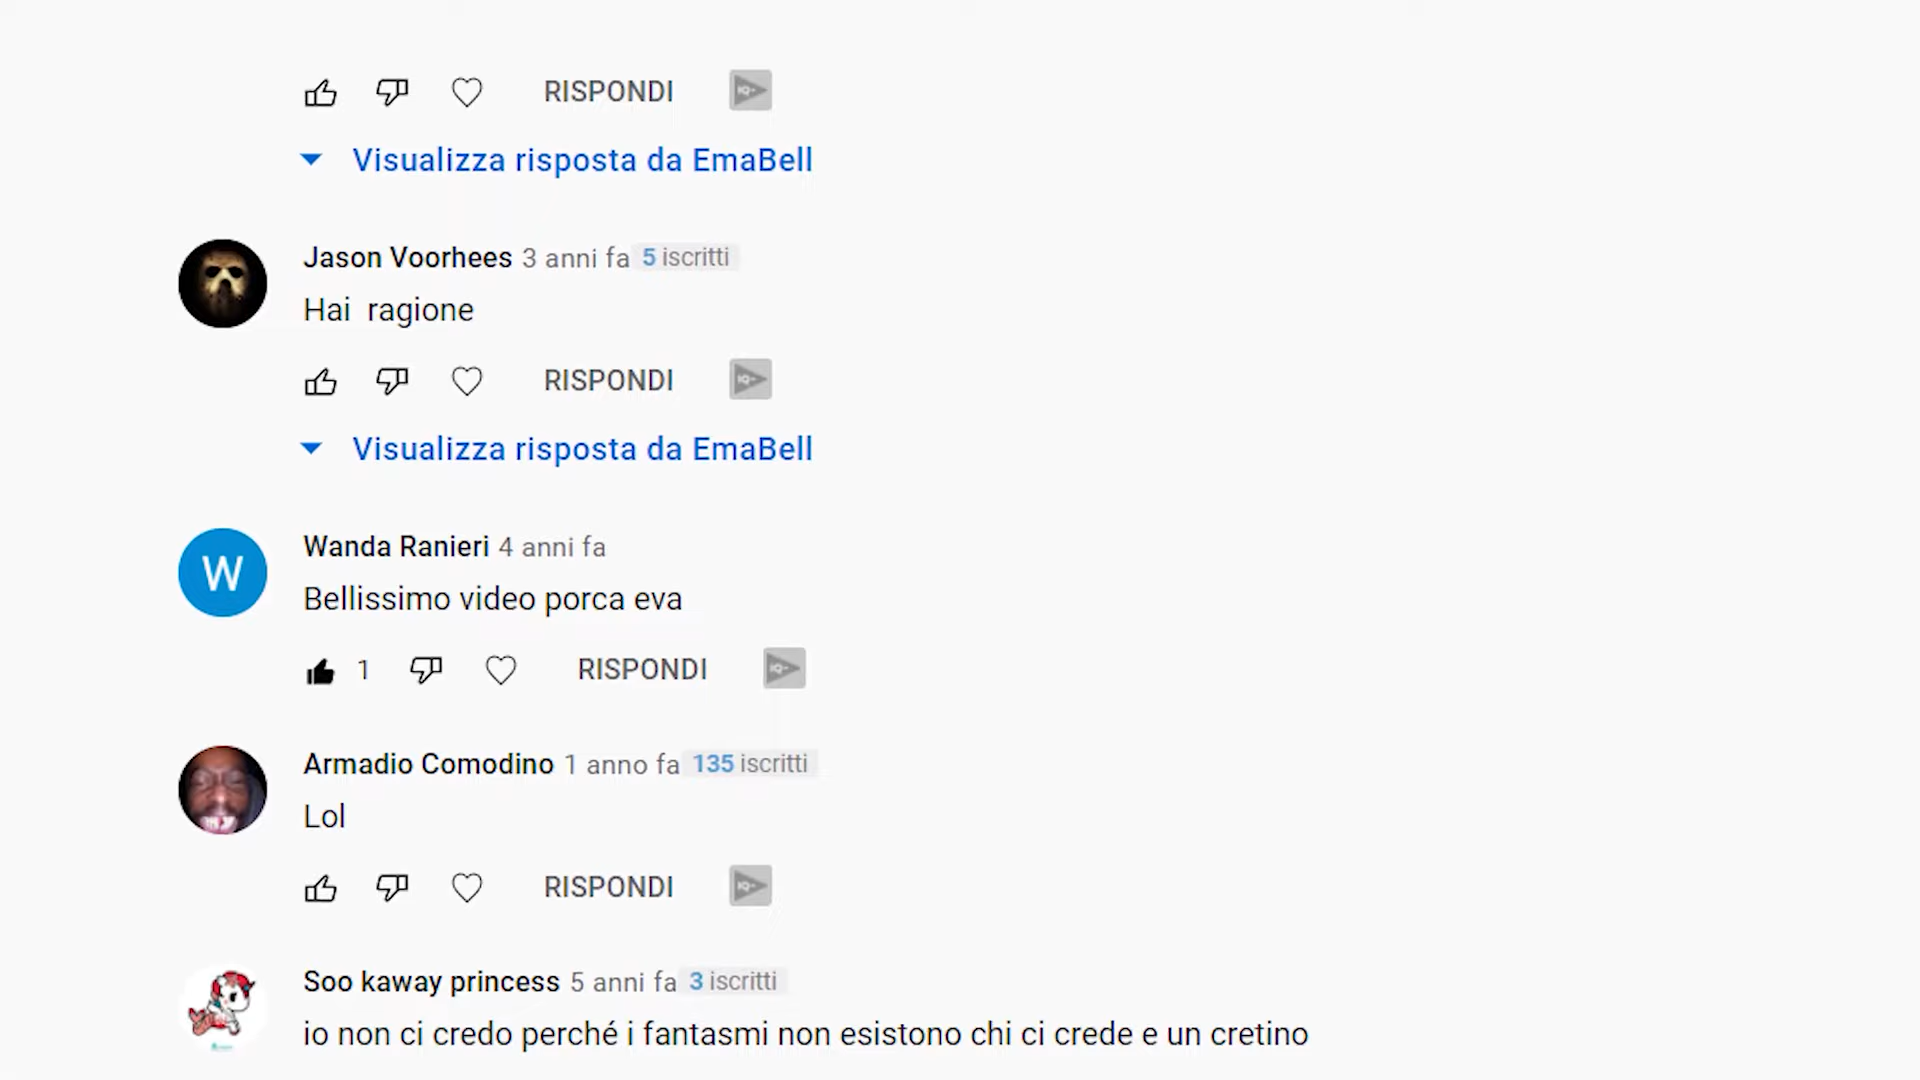 RISPONDI
Visualizza risposta da EmaBell
Jason Voorhees 3 anni fa 5 iscritti
Hai ragione
RISPONDI
Visualizza risposta da EmaBell
W
Wanda Ranieri 4 anni fa
Bellissimo video porca eva
1 RISPONDI
Armadio Comodino 1 anno fa 135 iscritti
Lol
RISPONDI
Soo kaway princess 5 anni fa 3 iscritti
io non ci credo perché i fantasmi non esistono chi ci crede e un cretino